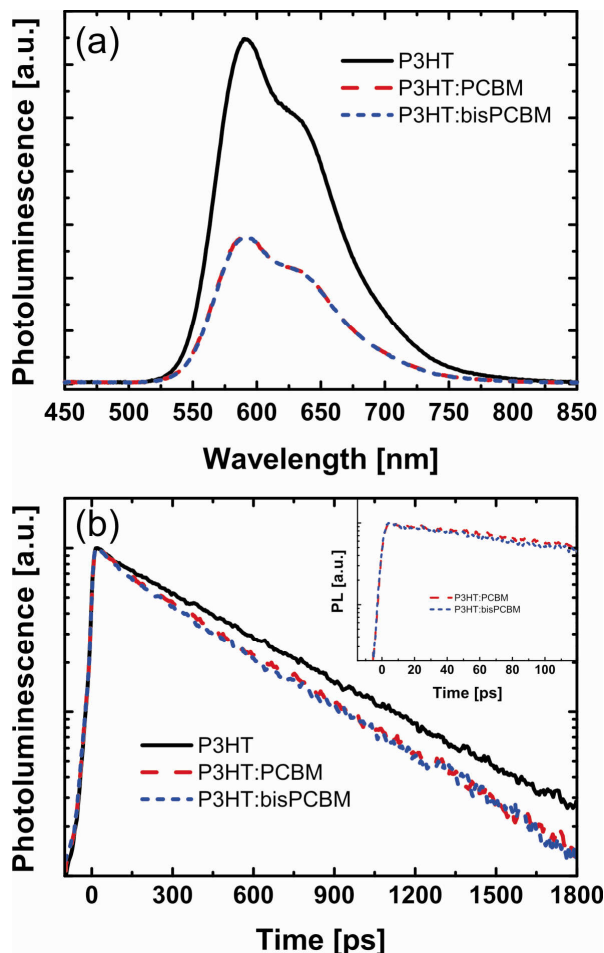 (a)
P3HT
P3HT:PCBM
P3HT:bisPCBM
Photoluminescence [a.u.]
450 500 550 600 650 700 750 800 850
Wavelength [nm]
(b)
P3HT
P3HT:PCBM
P3HT:bisPCBM
Photoluminescence [a.u.]
0 300 600 900 1200 1500 1800
Time [ps]
PL [a.u.]
P3HT:PCBM
P3HT:bisPCBM
0 20 40 60 80 100
Time [ps]